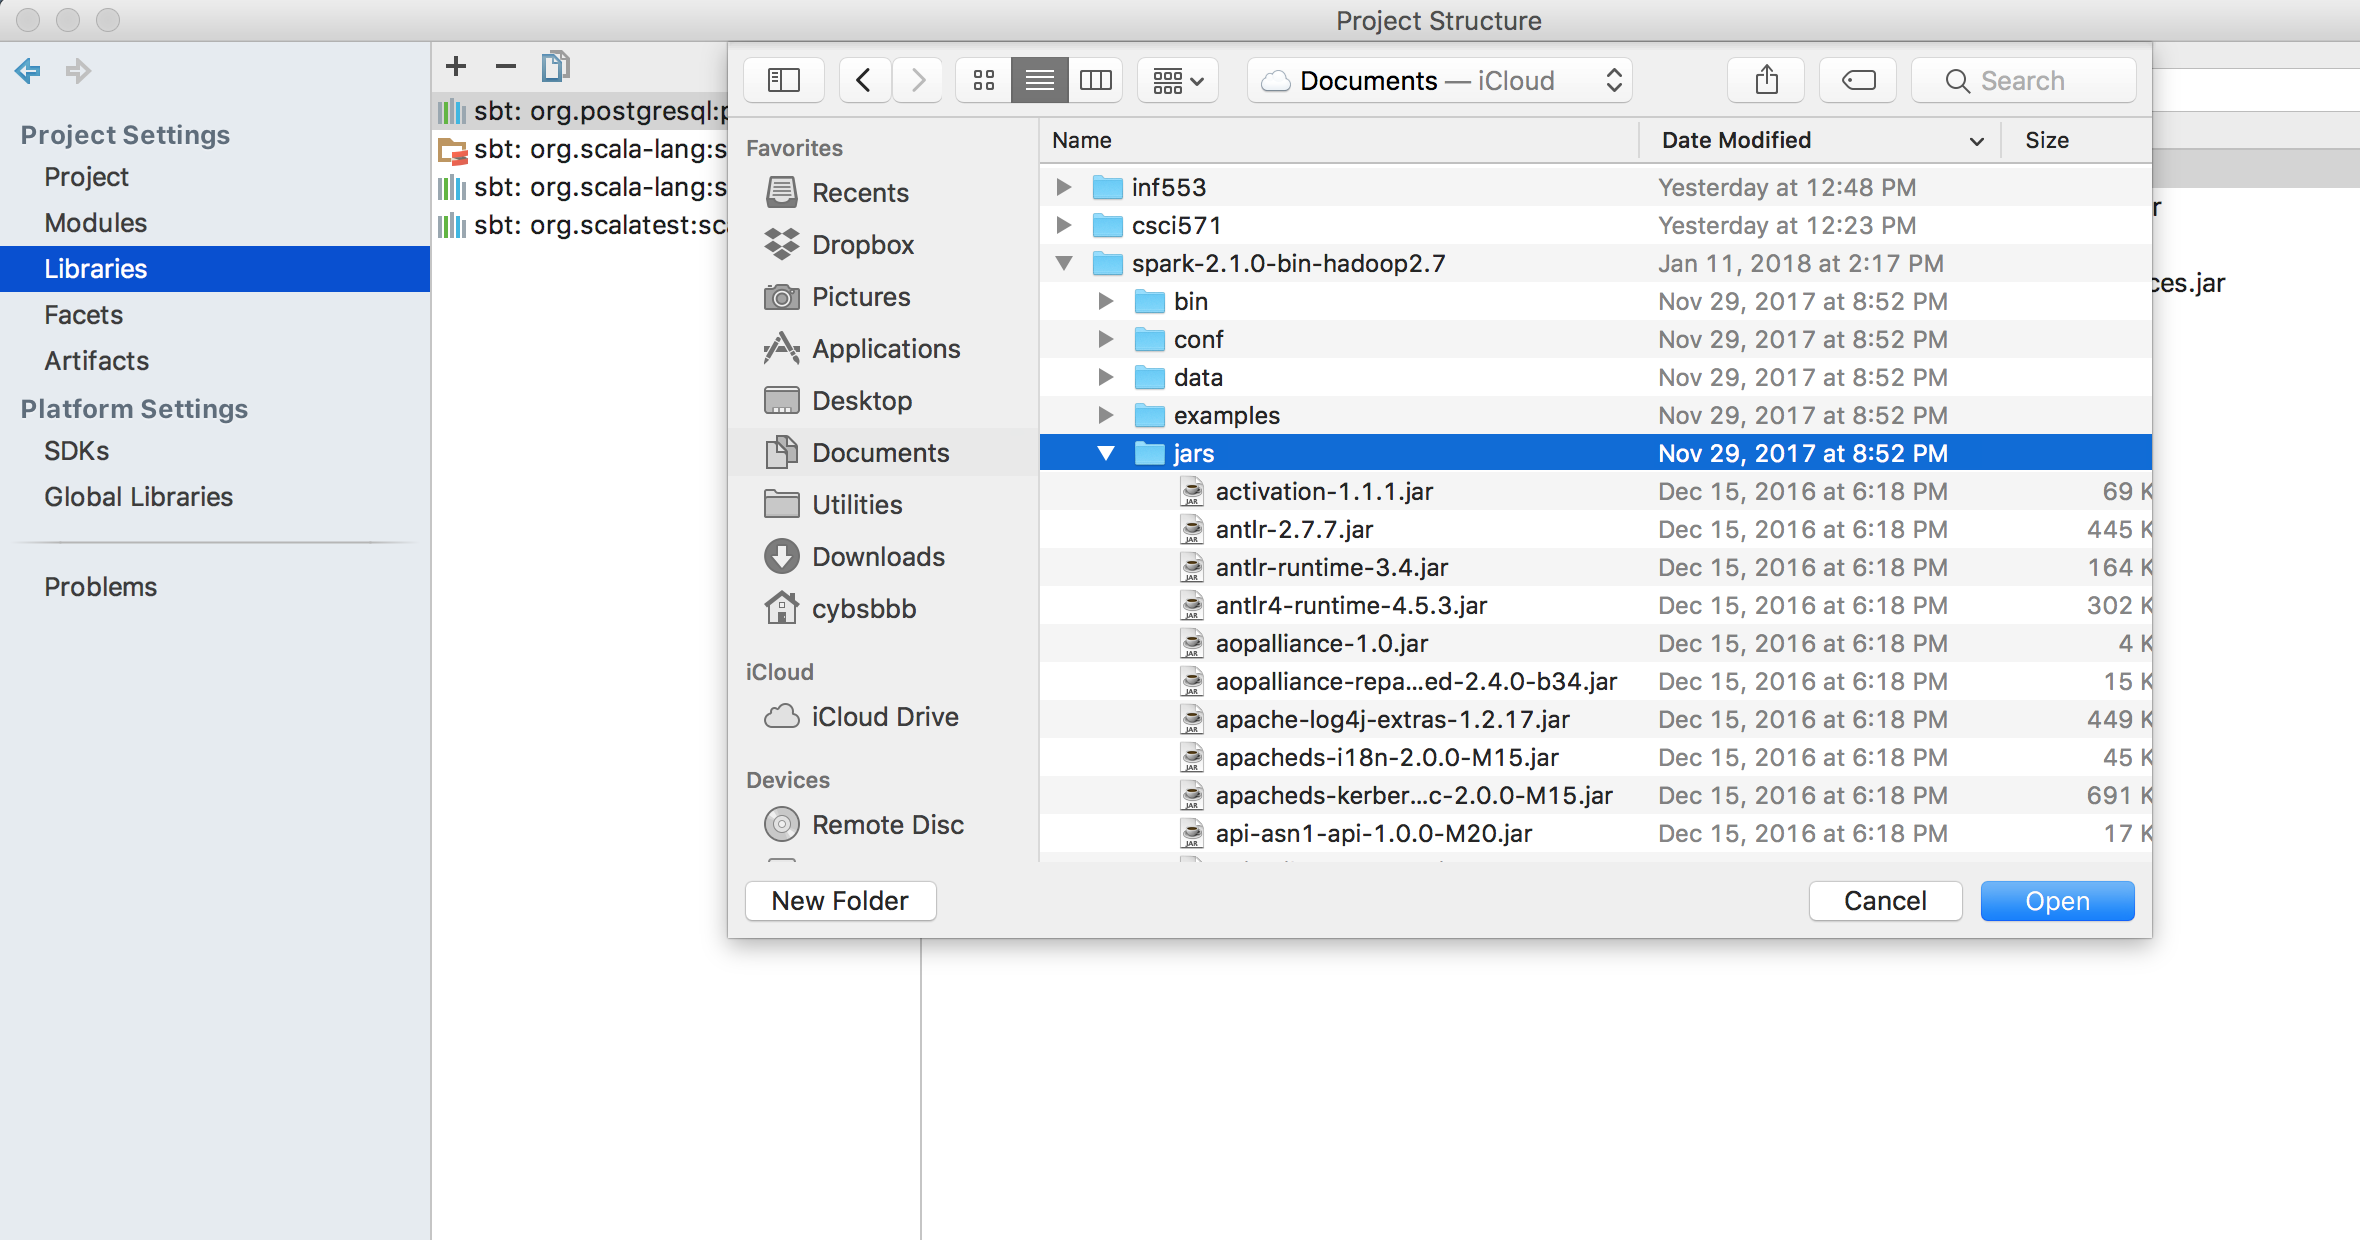 Project Structure
Project Settings
Project
Modules
Libraries
Facets
Artifacts
Platform Settings
SDKs
Global Libraries
Problems
sbt: org.postgresql:
sbt: org.scala-lang:s
sbt: org.scala-lang:s
sbt: org.scalatest:sc
Documents — iCloud
Search
Favorites
Recents
Dropbox
Pictures
Applications
Desktop
Documents
Utilities
Downloads
cybsbbb
iCloud
iCloud Drive
Devices
Remote Disc
Name Date Modified Size
inf553 Yesterday at 12:48 PM
csci571 Yesterday at 12:23 PM
spark-2.1.0-bin-hadoop2.7 Jan 11, 2018 at 2:17 PM
bin Nov 29, 2017 at 8:52 PM
conf Nov 29, 2017 at 8:52 PM
data Nov 29, 2017 at 8:52 PM
examples Nov 29, 2017 at 8:52 PM
jars Nov 29, 2017 at 8:52 PM
activation-1.1.1.jar Dec 15, 2016 at 6:18 PM 69 K
antlr-2.7.7.jar Dec 15, 2016 at 6:18 PM 445 K
antlr-runtime-3.4.jar Dec 15, 2016 at 6:18 PM 164 K
antlr4-runtime-4.5.3.jar Dec 15, 2016 at 6:18 PM 302 K
aopalliance-1.0.jar Dec 15, 2016 at 6:18 PM 4 K
aopalliance-repa...ed-2.4.0-b34.jar Dec 15, 2016 at 6:18 PM 15 K
apache-log4j-extras-1.2.17.jar Dec 15, 2016 at 6:18 PM 449 K
apacheds-i18n-2.0.0-M15.jar Dec 15, 2016 at 6:18 PM 45 K
apacheds-kerber...c-2.0.0-M15.jar Dec 15, 2016 at 6:18 PM 691 K
api-asn1-api-1.0.0-M20.jar Dec 15, 2016 at 6:18 PM 17 K
New Folder
Cancel
Open
r
ces.jar